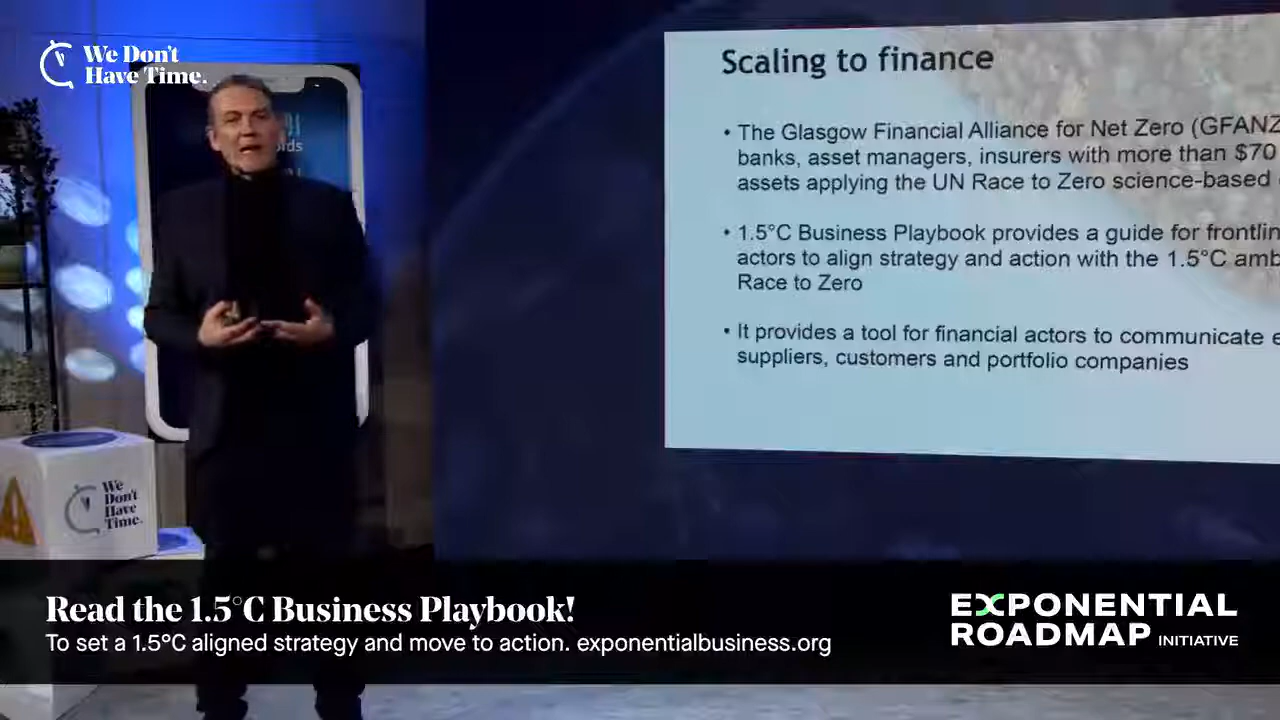 We Don't
Have Time.
Scaling to finance
• The Glasgow Financial Alliance for Net Zero (GFANZ
banks, asset managers, insurers with more than $70
assets applying the UN Race to Zero science-based
• 1.5°C Business Playbook provides a guide for frontlin
actors to align strategy and action with the 1.5°C amb
Race to Zero
• It provides a tool for financial actors to communicate e
suppliers, customers and portfolio companies
We
Don't
Have
Time.
Read the 1.5°C Business Playbook!
To set a 1.5°C aligned strategy and move to action. exponentialbusiness.org
EXPONENTIAL
ROADMAP INITIATIVE